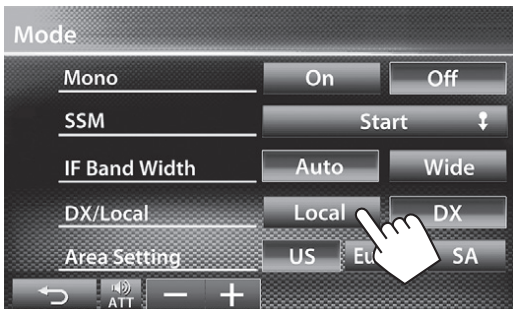 Mode
Mono On Off
SSM Start
IF Band Width Auto Wide
DX/Local Local DX
Area Setting US SA
ATT − +